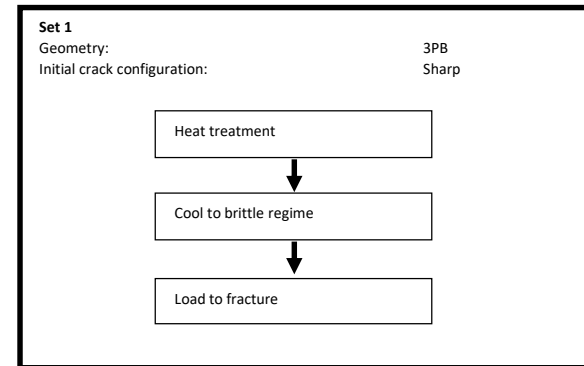 Set 1
Geometry: 3PB
Initial crack configuration: Sharp
Heat treatment
Cool to brittle regime
Load to fracture